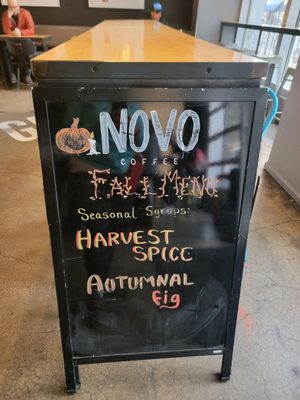 NOVO
COFFEE
FALL MENU
SEASONAL SYRUPS:
HARVEST
SPICE
AUTUMNAL
Fig